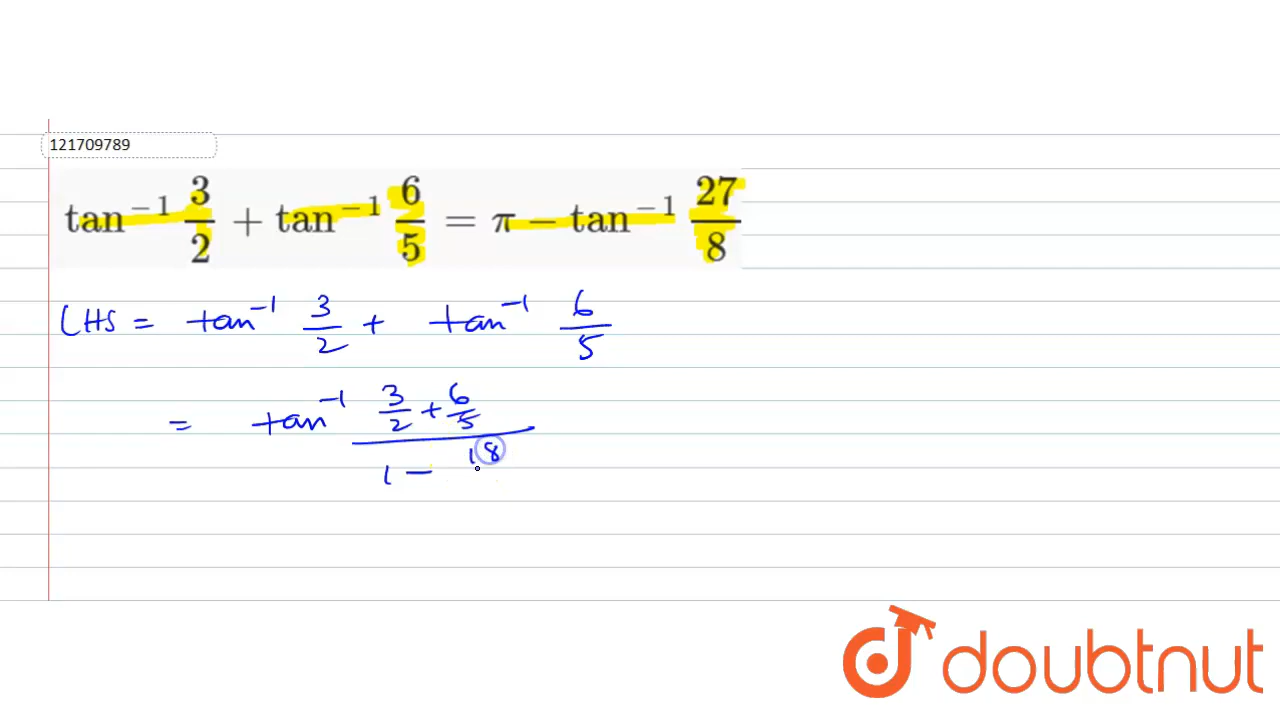 121709789
tan⁻¹ 3/2 + tan⁻¹ 6/5 = π − tan⁻¹ 27/8
LHS = tan⁻¹ 3/2 + tan⁻¹ 6/5
= tan⁻¹ (3/2 + 6/5)/(1 − 18
doubtnut